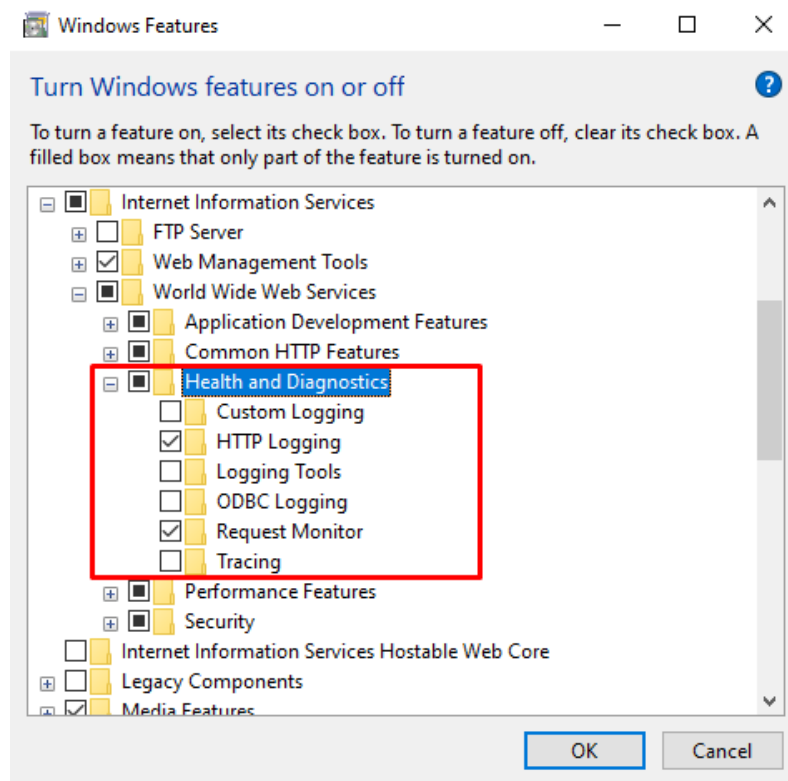 Windows Features
Turn Windows features on or off
?
To turn a feature on, select its check box. To turn a feature off, clear its check box. A
filled box means that only part of the feature is turned on.
Internet Information Services
FTP Server
Web Management Tools
World Wide Web Services
Application Development Features
Common HTTP Features
Health and Diagnostics
Custom Logging
HTTP Logging
Logging Tools
ODBC Logging
Request Monitor
Tracing
Performance Features
Security
Internet Information Services Hostable Web Core
Legacy Components
Media Features
OK
Cancel